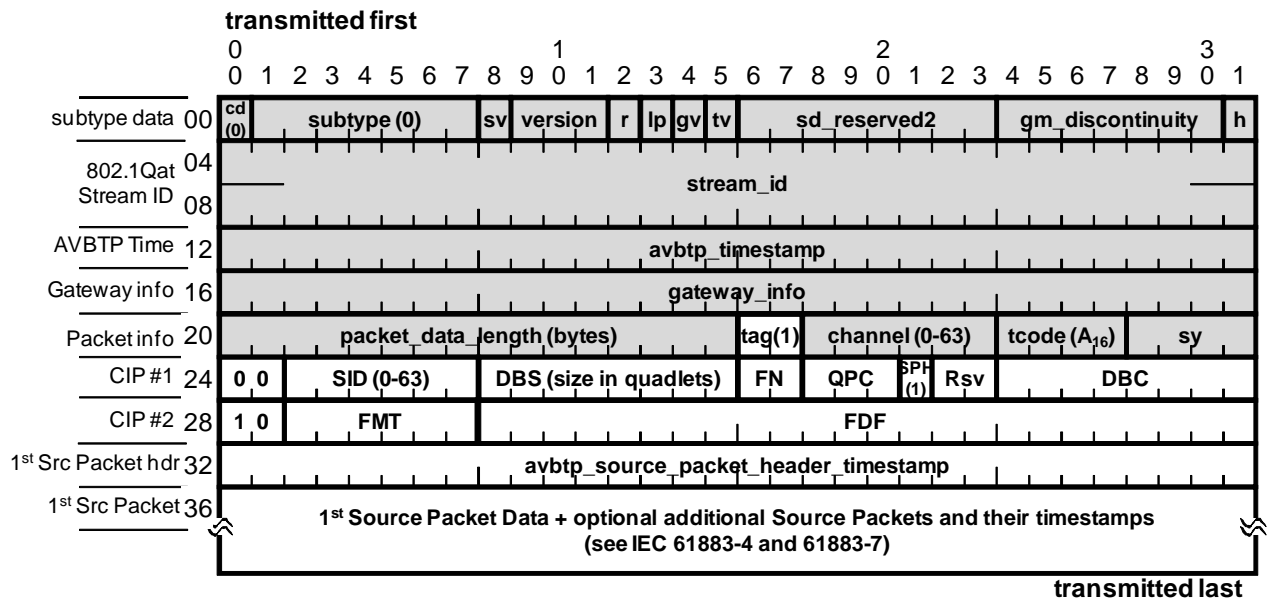 transmitted first
0 1 2 3
0 1 2 3 4 5 6 7 8 9 0 1 2 3 4 5 6 7 8 9 0 1 2 3 4 5 6 7 8 9 0 1
subtype data 00 cd (0) subtype (0) sv version r lp gv tv sd_reserved2 gm_discontinuity h
802.1Qat Stream ID 04 08 stream_id
AVBTP Time 12 avbtp_timestamp
Gateway info 16 gateway_info
Packet info 20 packet_data_length (bytes) tag(1) channel (0-63) tcode (A16) sy
CIP #1 24 0 0 SID (0-63) DBS (size in quadlets) FN QPC SPH (1) Rsv DBC
CIP #2 28 1 0 FMT FDF
1st Src Packet hdr 32 avbtp_source_packet_header_timestamp
1st Src Packet 36 1st Source Packet Data + optional additional Source Packets and their timestamps
(see IEC 61883-4 and 61883-7)
transmitted last